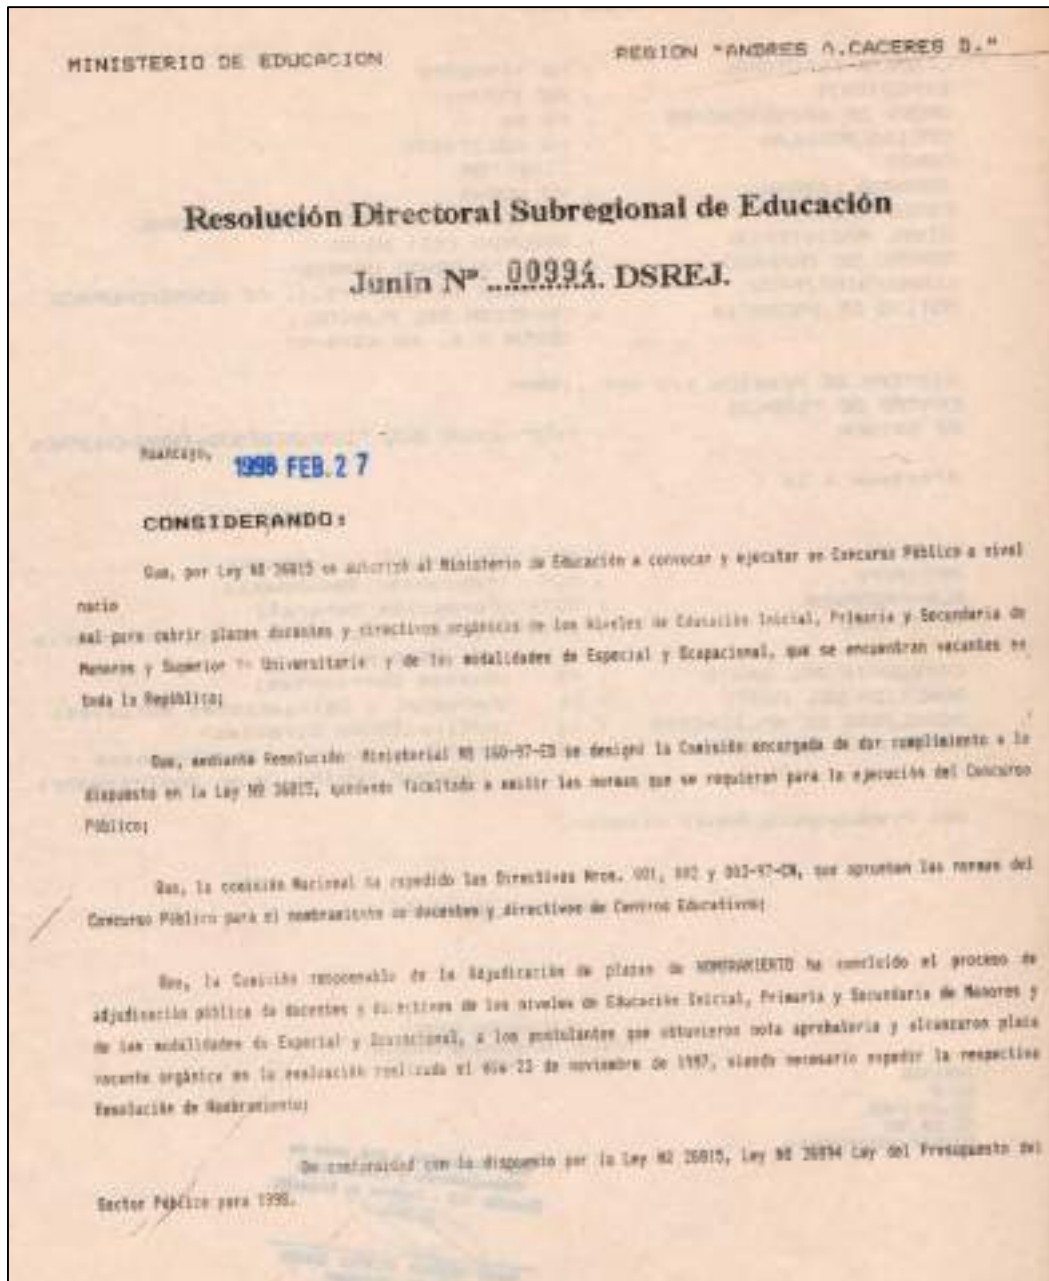 MINISTERIO DE EDUCACION
REGION "ANDRES A.CACERES D."
Resolución Directoral Subregional de Educación
Junín Nº 00994. DSREJ.
Huancayo, 1998 FEB. 27
CONSIDERANDO:
Que, por Ley Nº se autorizó al Ministerio de Educación a convocar y ejecutar un Concurso Público a nivel
nacio
nal para cubrir plazas docentes y directivos orgánicos de los niveles de Educación Inicial, Primaria y Secundaria de
Menores y Superior Universitaria y de las modalidades de Especial y Ocupacional, que se encuentran vacantes en
toda la República;
Que, mediante Resolución Ministerial Nº 160-97-ED se designó la Comisión encargada de dar cumplimiento a lo
dispuesto en la Ley Nº quedando facultado a emitir las normas que se requieran para la ejecución del Concurso
Público;
Que, la comisión Nacional ha expedido las Directivas Nros. 001, 002 y 003-97-CN, que aprueban las normas del
Concurso Público para el nombramiento de docentes y directivos de Centros Educativos;
Que, la Comisión responsable de la Adjudicación de plazas de NOMBRAMIENTO ha concluido el proceso de
adjudicación pública de docentes y directivos de los niveles de Educación Inicial, Primaria y Secundaria de Menores y
de las modalidades de Especial y Ocupacional, a los postulantes que obtuvieron nota aprobatoria y alcanzaron plaza
vacante orgánica en la evaluación realizada el día 23 de noviembre de 1997, siendo necesario expedir la respectiva
Resolución de Nombramiento;
De conformidad con lo dispuesto por la Ley Nº 26815, Ley Nº 26894 Ley del Presupuesto del
Sector Público para 1998.